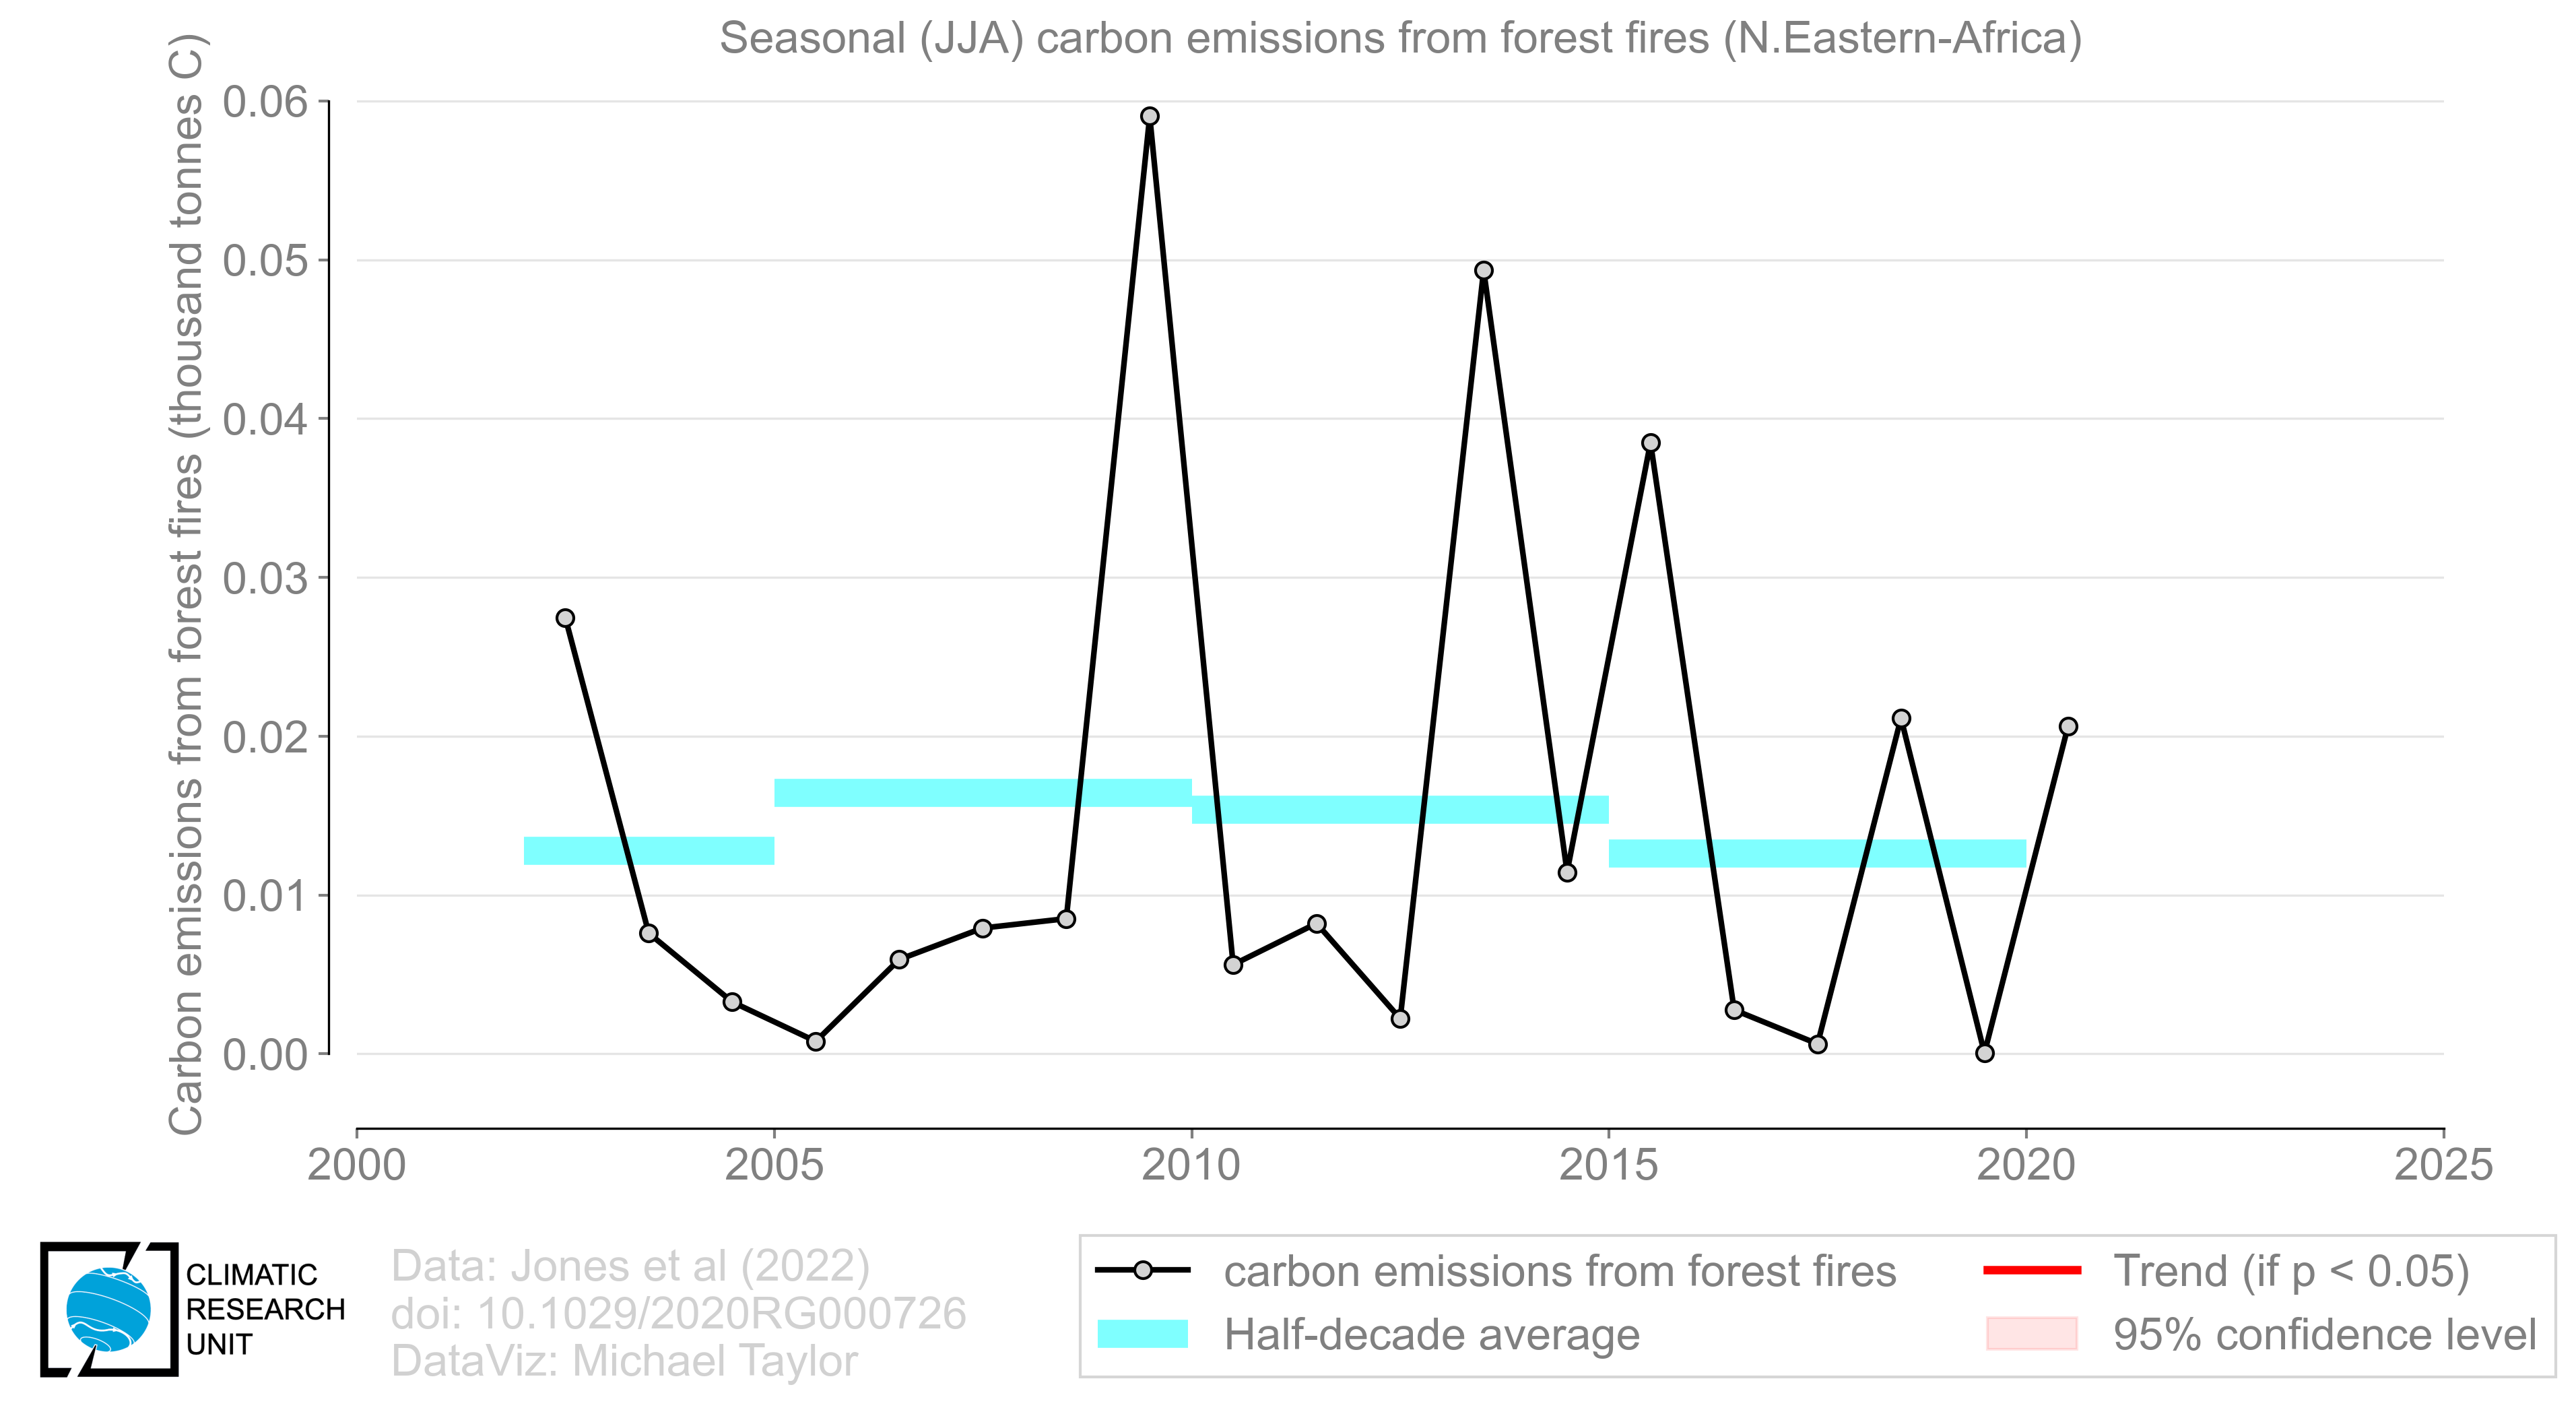 Seasonal (JJA) carbon emissions from forest fires (N.Eastern-Africa)
Carbon emissions from forest fires (thousand tonnes C)
0.06
0.05
0.04
0.03
0.02
0.01
0.00
2000
2005
2010
2015
2020
2025
CLIMATIC
RESEARCH
UNIT
Data: Jones et al (2022)
doi: 10.1029/2020RG000726
DataViz: Michael Taylor
carbon emissions from forest fires
Half-decade average
Trend (if p < 0.05)
95% confidence level